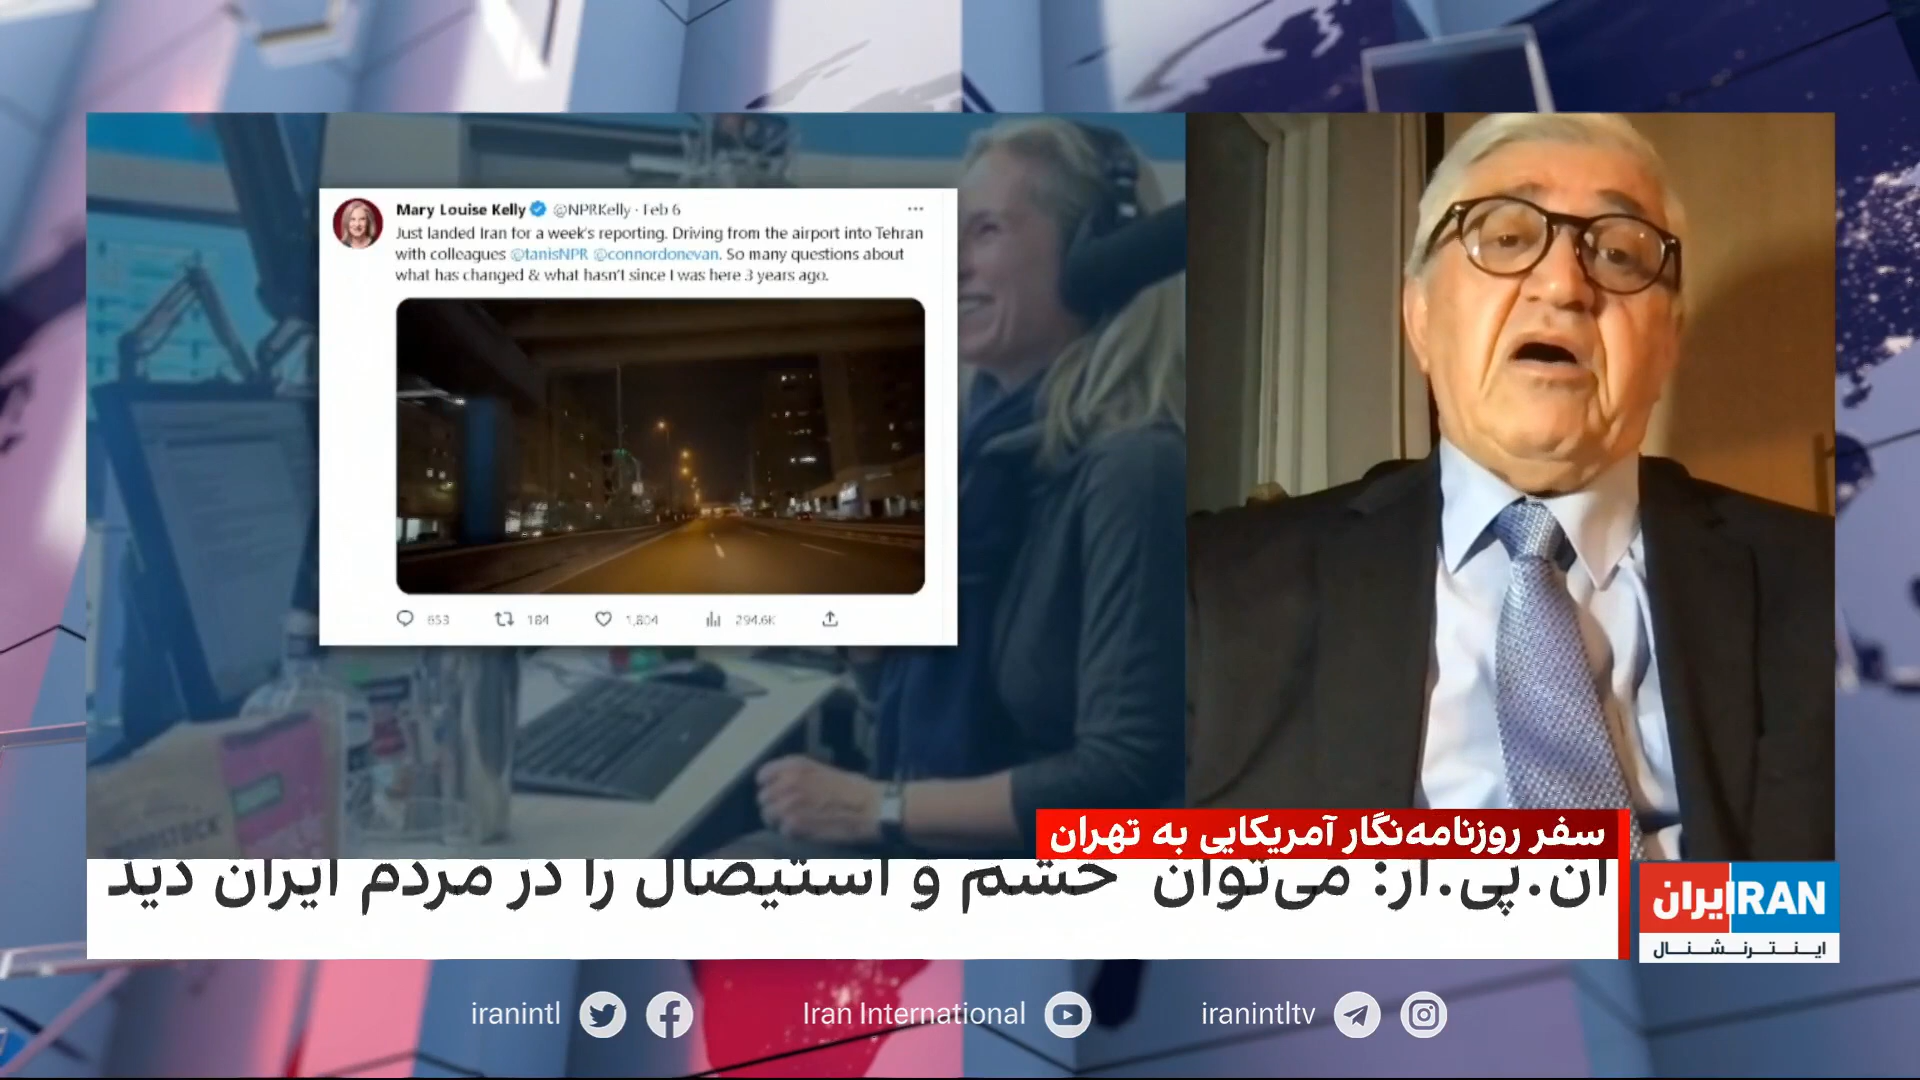 Mary Louise Kelly @NPRKelly · Feb 6
Just landed Iran for a week's reporting. Driving from the airport into Tehran
with colleagues @tanisNPR @connordonevan. So many questions about
what has changed & what hasn't since I was here 3 years ago.
853 184 1,804 294.6K
سفر روزنامه‌نگار آمریکایی به تهران
ان.پی.آر: می‌توان خشم و استیصال را در مردم ایران دید
ایران IRAN
اینترنشنال
iranintl
Iran International
iranintltv